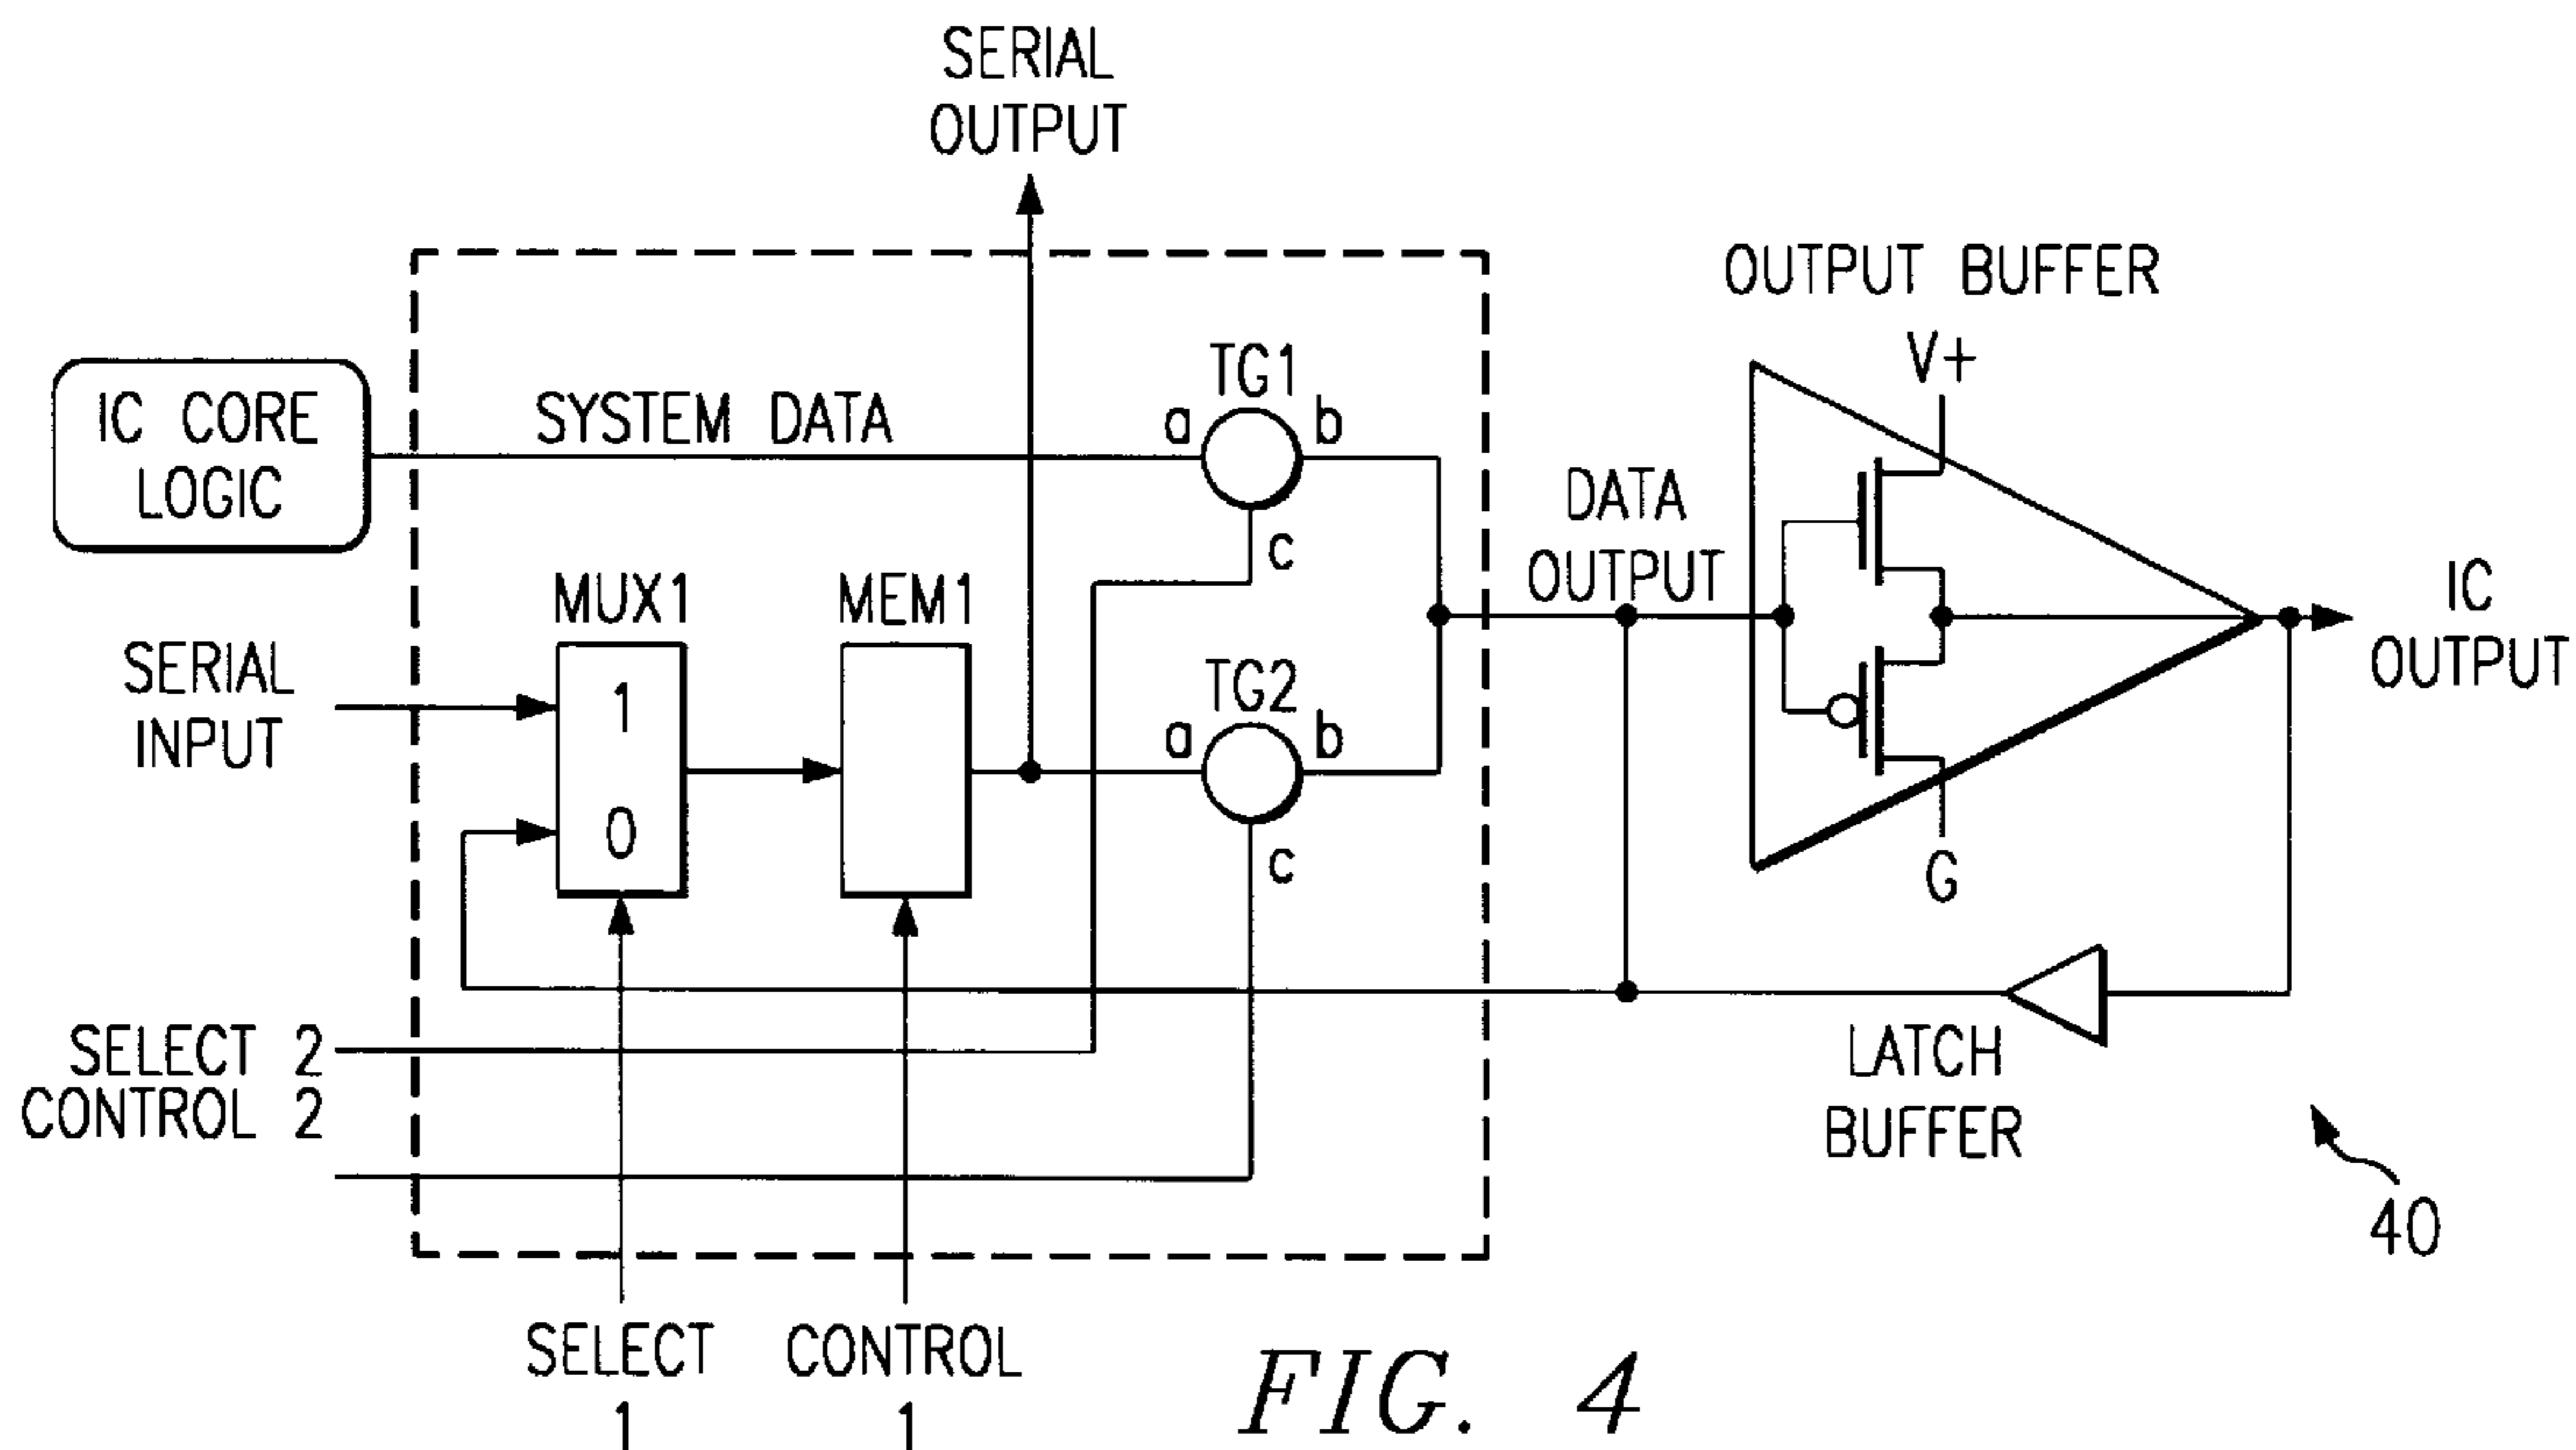 SERIAL
OUTPUT
OUTPUT BUFFER
V+
TG1
a
b
c
IC CORE
LOGIC
SYSTEM DATA
DATA
OUTPUT
IC
OUTPUT
MUX1
MEM1
SERIAL
INPUT
1
0
TG2
a
b
c
G
SELECT 2
CONTROL 2
LATCH
BUFFER
40
SELECT
1
CONTROL
1
FIG. 4